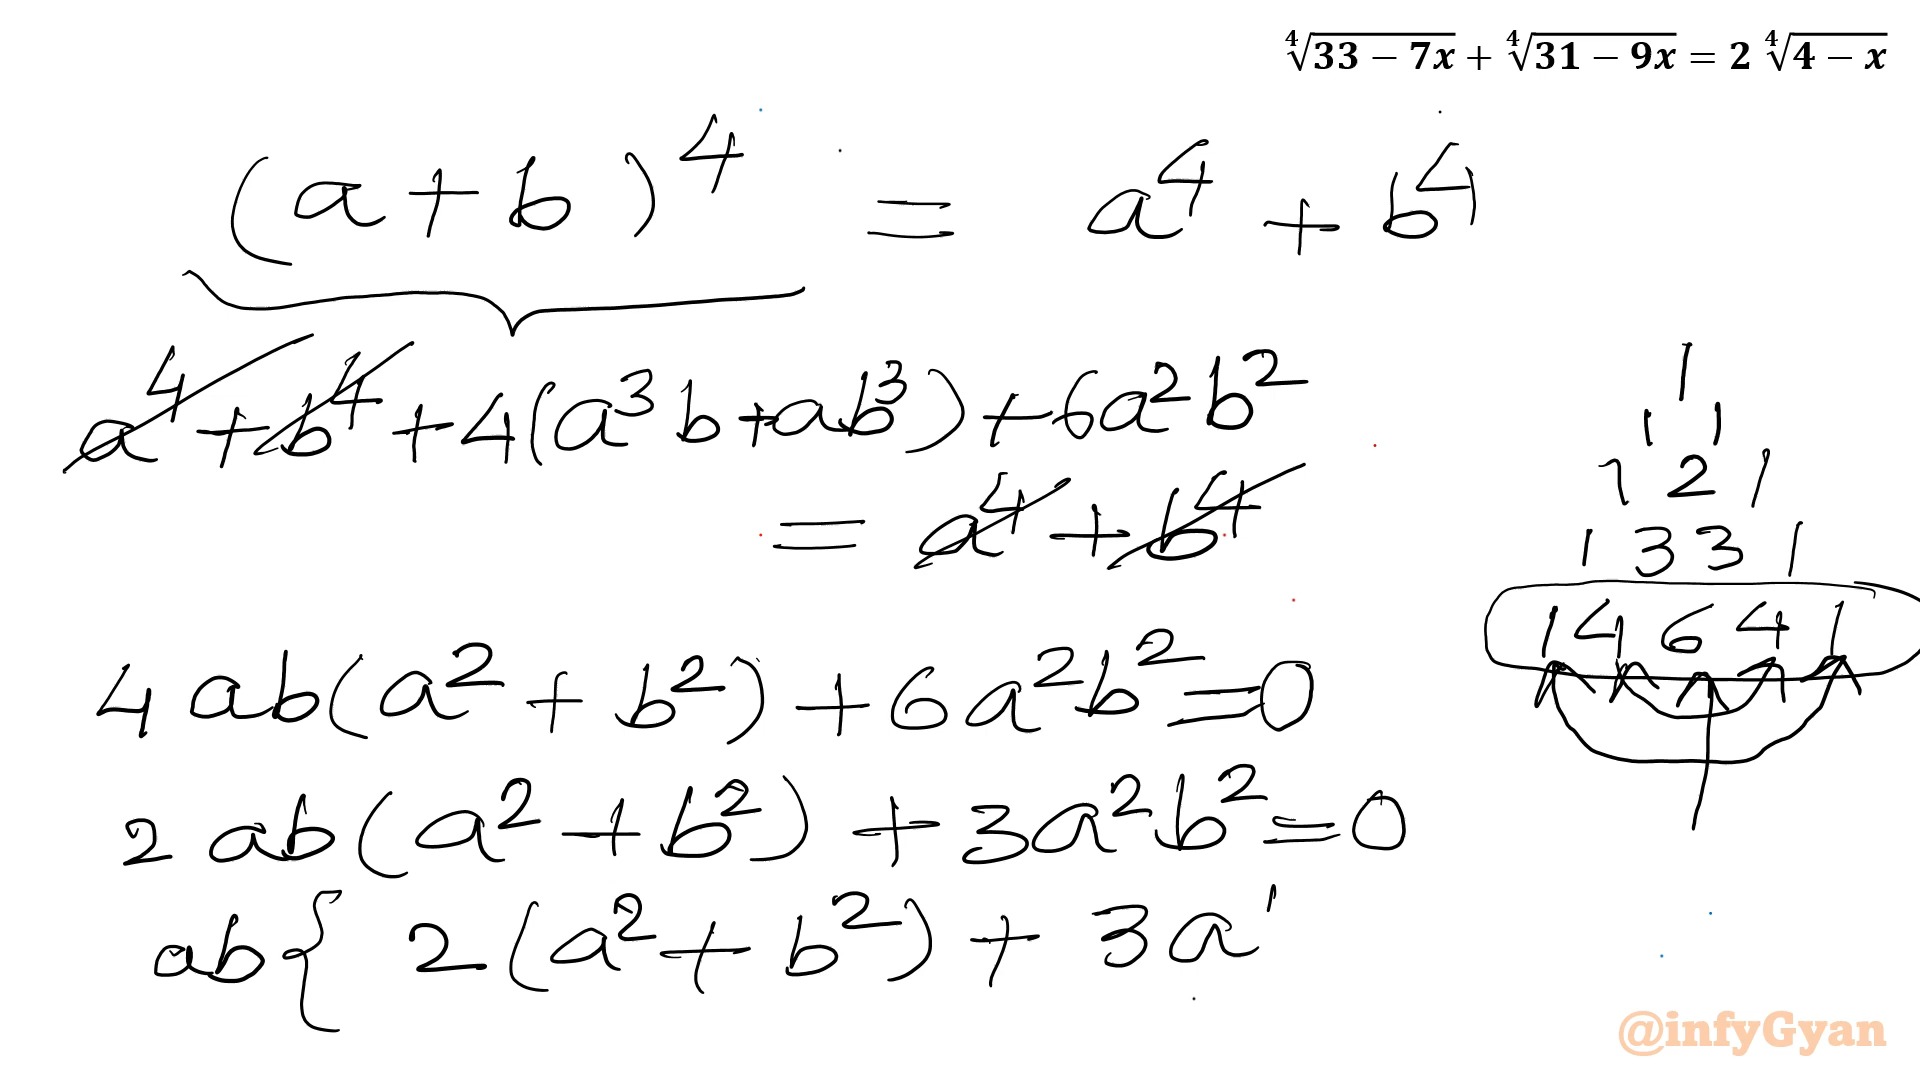 ∜(33 − 7x) + ∜(31 − 9x) = 2 ∜(4 − x)
(a + b)⁴ = a⁴ + b⁴
a⁴ + b⁴ + 4(a³b + ab³) + 6a²b²
= a⁴ + b⁴
4ab(a² + b²) + 6a²b² = 0
2ab(a² + b²) + 3a²b² = 0
ab{ 2(a² + b²) + 3a
1
1 1
1 2 1
1 3 3 1
1 4 6 4 1
@infyGyan